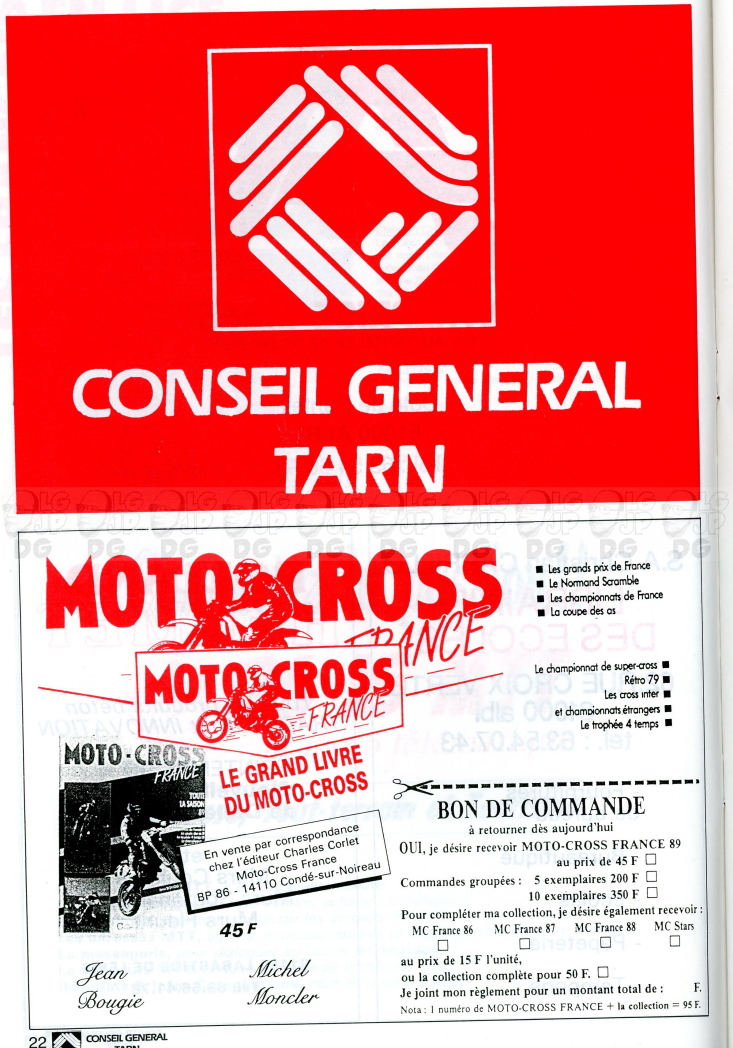 CONSEIL GENERAL
TARN
MOTO CROSS
FRANCE
MOTO CROSS
FRANCE
■ Les grands prix de France
■ Le Normand Scramble
■ Les championnats de France
■ La coupe des as
Le championnat de super-cross ■
Rétro 79 ■
Les cross inter ■
et championnats étrangers ■
Le trophée 4 temps ■
MOTO-CROSS
FRANCE
TOUTE
LA SAISON
89
LE GRAND LIVRE
DU MOTO-CROSS
En vente par correspondance
chez l'éditeur Charles Corlet
Moto-Cross France
BP 86 - 14110 Condé-sur-Noireau
45 F
Jean
Bougie
Michel
Moncler
BON DE COMMANDE
à retourner dès aujourd'hui
OUI, je désire recevoir MOTO-CROSS FRANCE 89
au prix de 45 F □
Commandes groupées : 5 exemplaires 200 F □
10 exemplaires 350 F □
Pour compléter ma collection, je désire également recevoir :
MC France 86 MC France 87 MC France 88 MC Stars
□ □ □ □
au prix de 15 F l'unité,
ou la collection complète pour 50 F. □
Je joint mon règlement pour un montant total de : F.
Nota : 1 numéro de MOTO-CROSS FRANCE + la collection = 95 F.
22 CONSEIL GENERAL